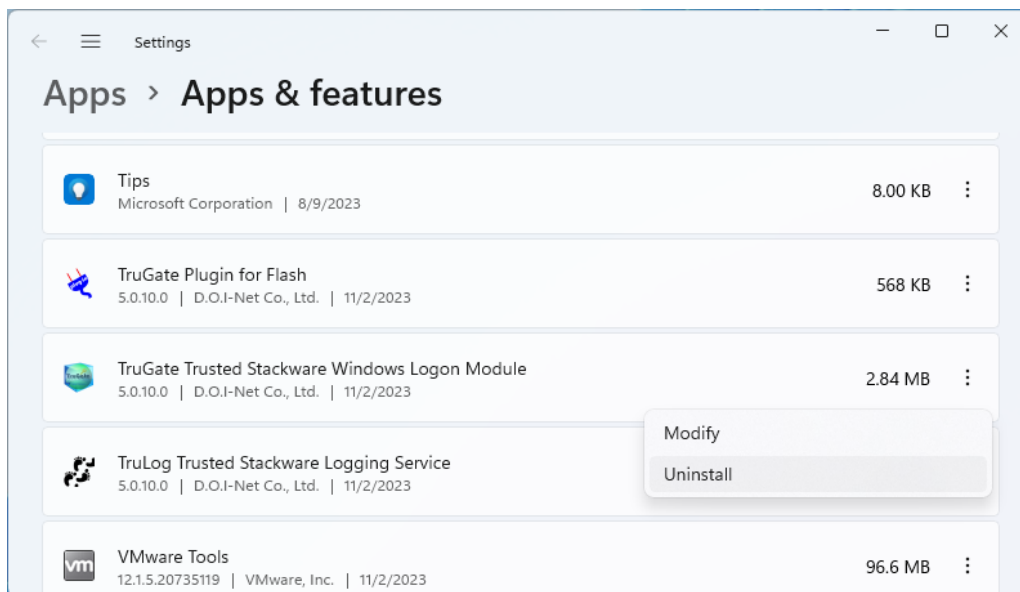 Settings
Apps > Apps & features
Tips
Microsoft Corporation | 8/9/2023
8.00 KB
TruGate Plugin for Flash
5.0.10.0 | D.O.I-Net Co., Ltd. | 11/2/2023
568 KB
TruGate Trusted Stackware Windows Logon Module
5.0.10.0 | D.O.I-Net Co., Ltd. | 11/2/2023
2.84 MB
Modify
Uninstall
TruLog Trusted Stackware Logging Service
5.0.10.0 | D.O.I-Net Co., Ltd. | 11/2/2023
vm
VMware Tools
12.1.5.20735119 | VMware, Inc. | 11/2/2023
96.6 MB